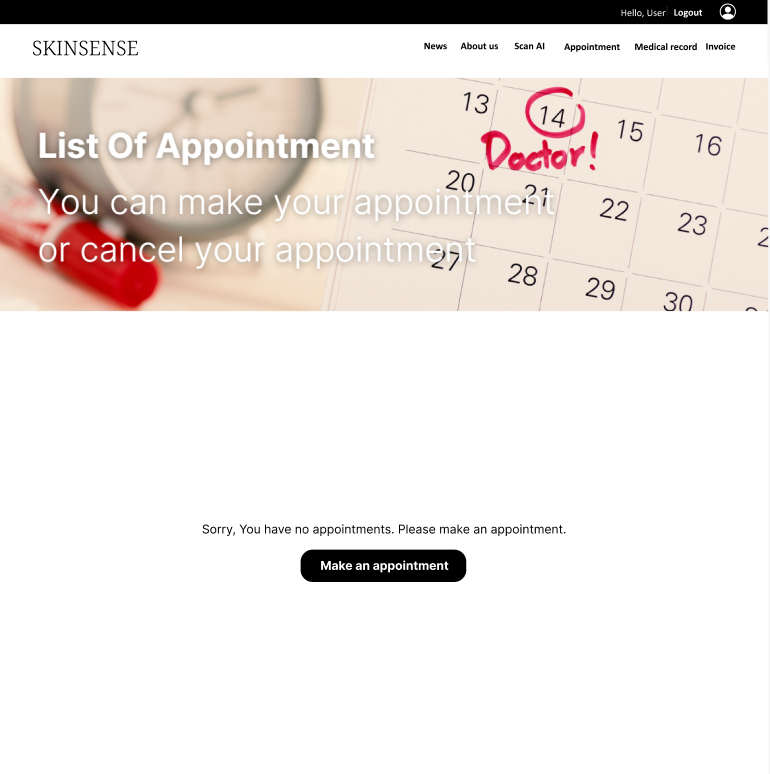 Hello, User Logout
SKINSENSE
News About us Scan AI Appointment Medical record Invoice
13 14 15 16
List Of Appointment
Doctor!
20 21 22 23
You can make your appointment
or cancel your appointment
27 28 29 30
Sorry, You have no appointments. Please make an appointment.
Make an appointment